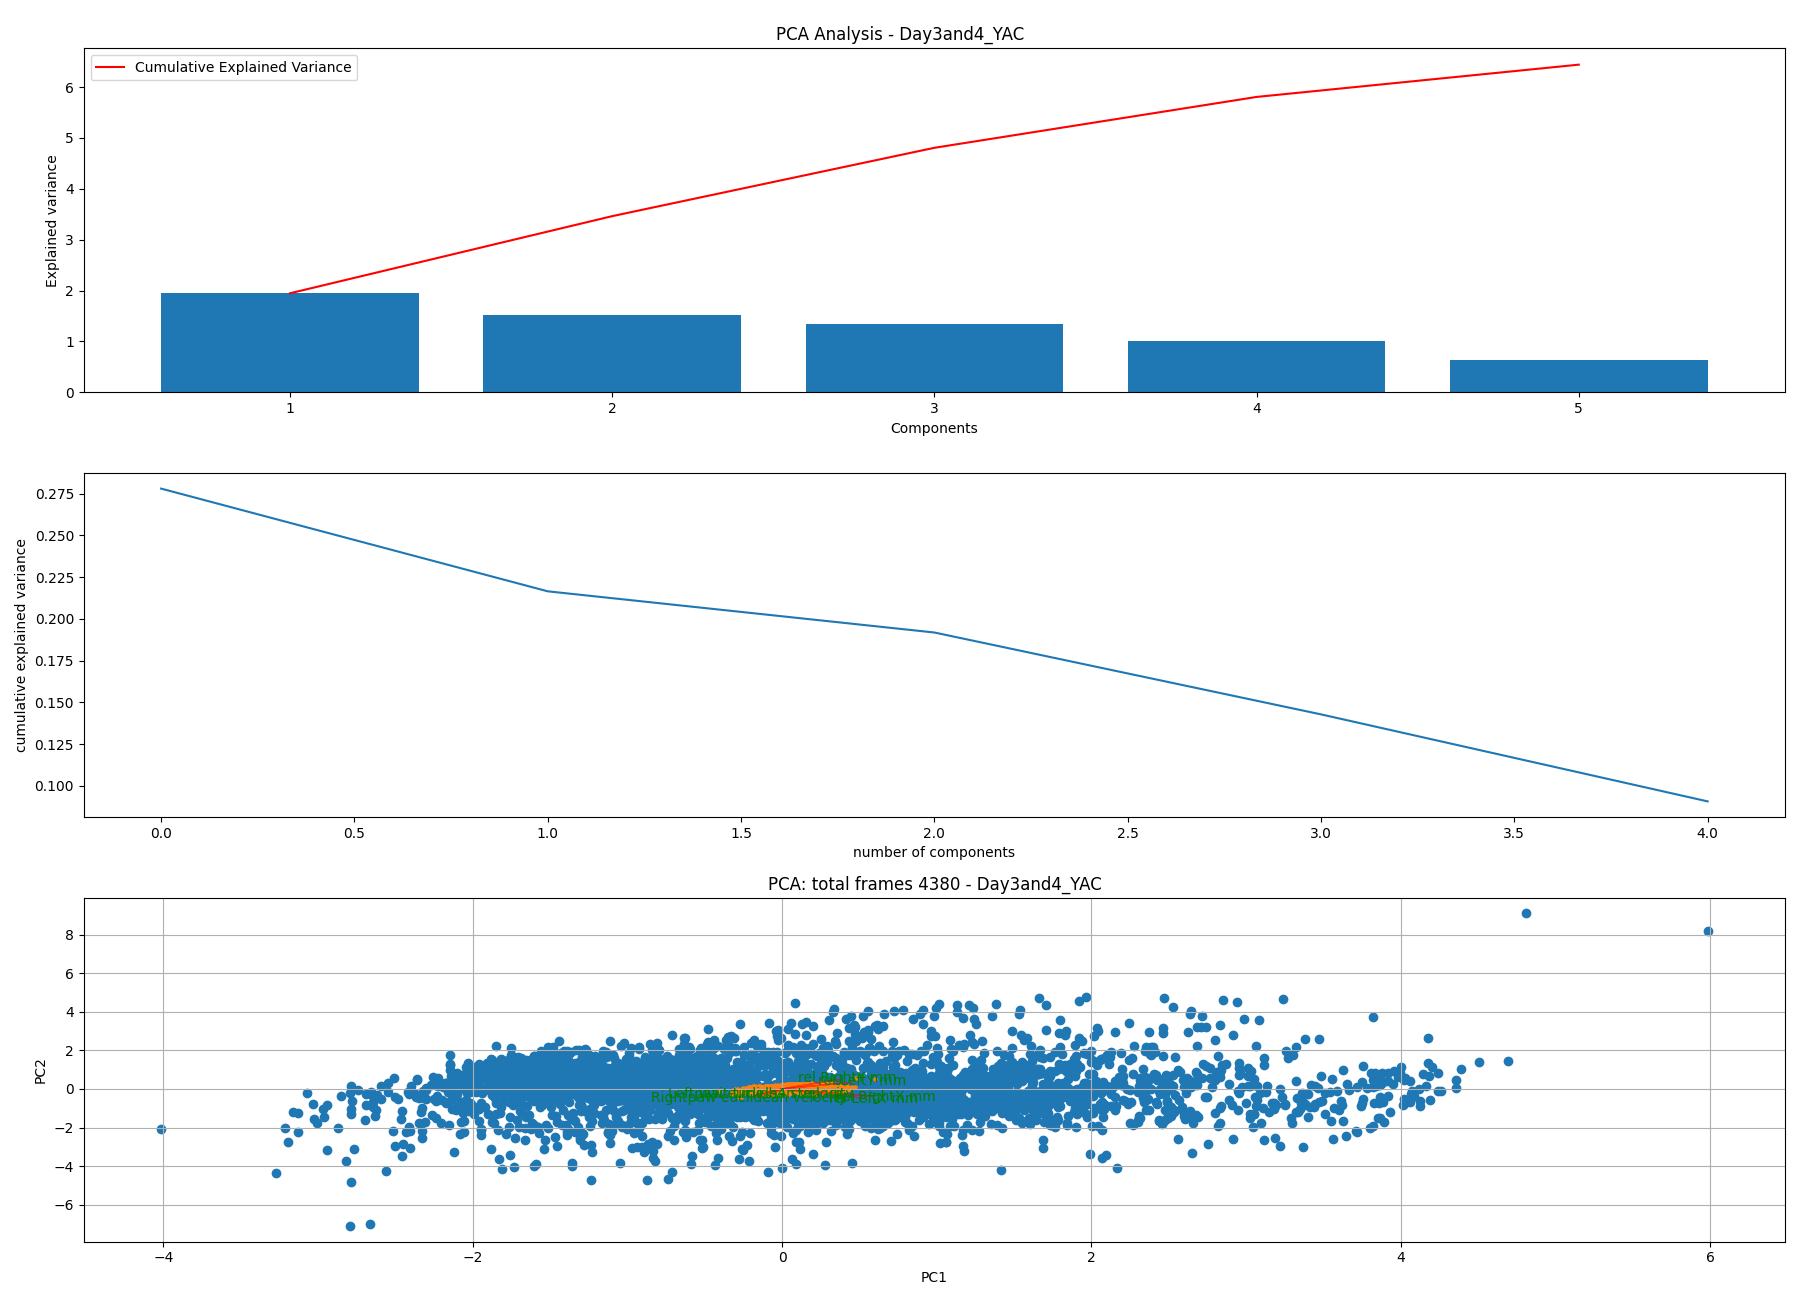 PCA Analysis - Day3and4_YAC
Cumulative Explained Variance
6
5
4
3
2
1
0
Explained variance
1 2 3 4 5
Components
0.275
0.250
0.225
0.200
0.175
0.150
0.125
0.100
cumulative explained variance
0.0 0.5 1.0 1.5 2.0 2.5 3.0 3.5 4.0
number of components
PCA: total frames 4380 - Day3and4_YAC
8
6
4
2
0
−2
−4
−6
PC2
−4 −2 0 2 4 6
PC1